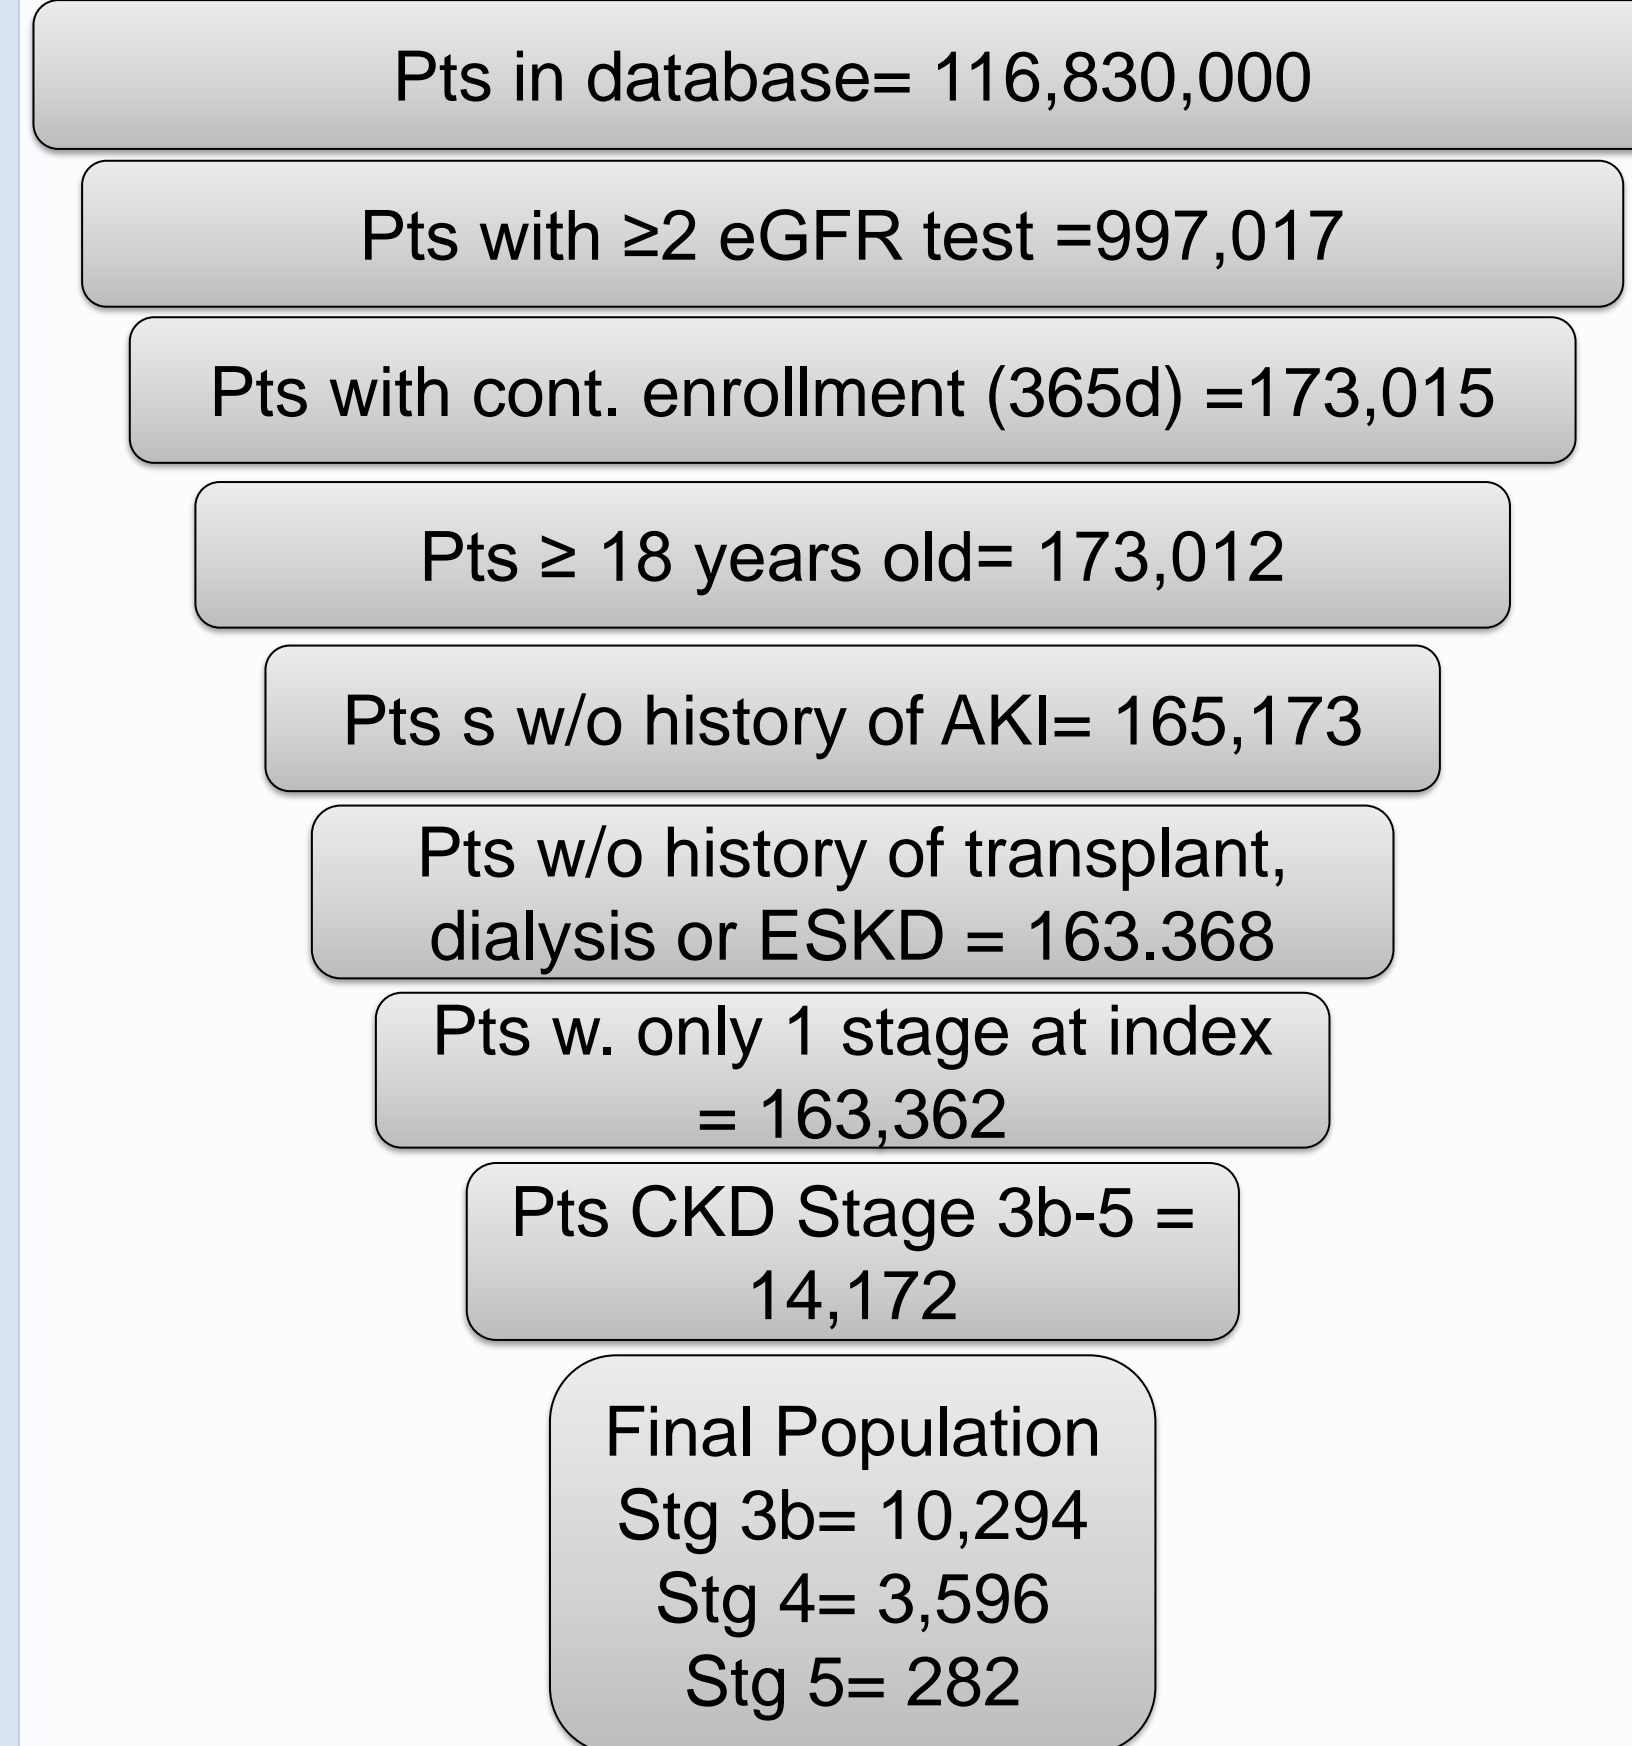 Pts in database= 116,830,000
Pts with ≥2 eGFR test =997,017
Pts with cont. enrollment (365d) =173,015
Pts ≥ 18 years old= 173,012
Pts s w/o history of AKI= 165,173
Pts w/o history of transplant,
dialysis or ESKD = 163.368
Pts w. only 1 stage at index
= 163,362
Pts CKD Stage 3b-5 =
14,172
Final Population
Stg 3b= 10,294
Stg 4= 3,596
Stg 5= 282